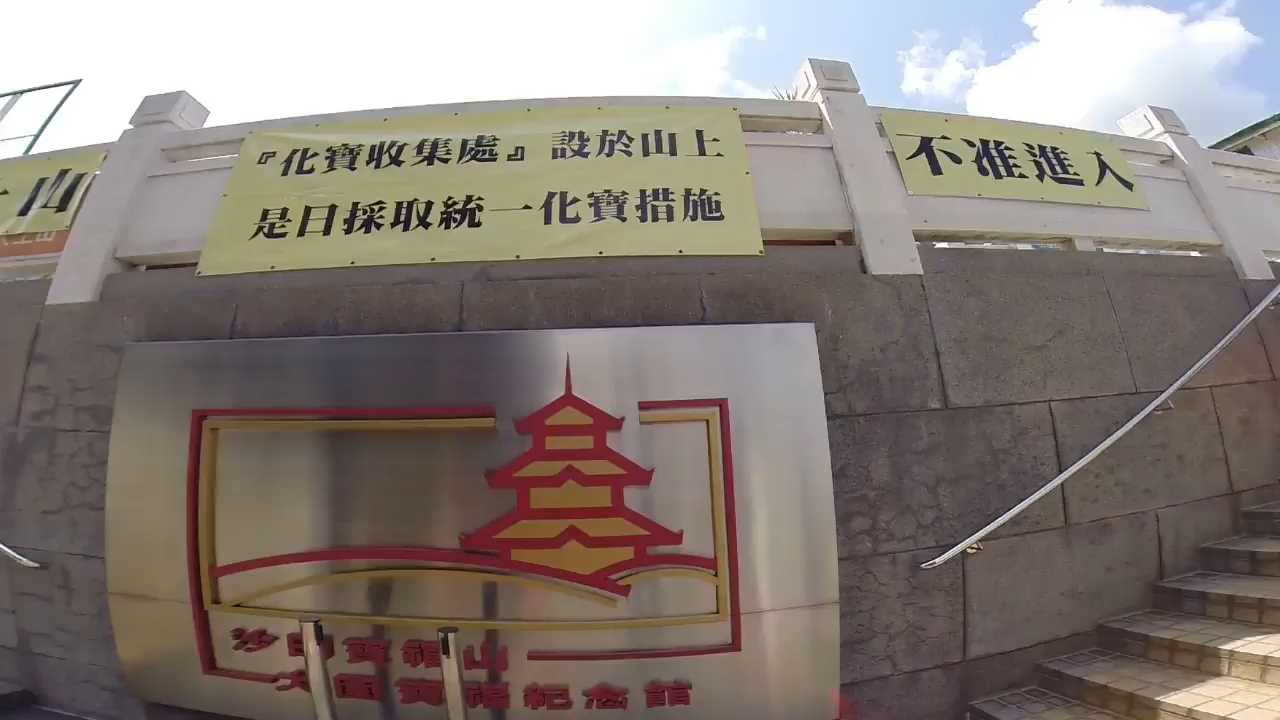 『化寶收集處』設於山上
是日採取統一化寶措施
不准進入
山
沙田寶福山
大圍寶福紀念館